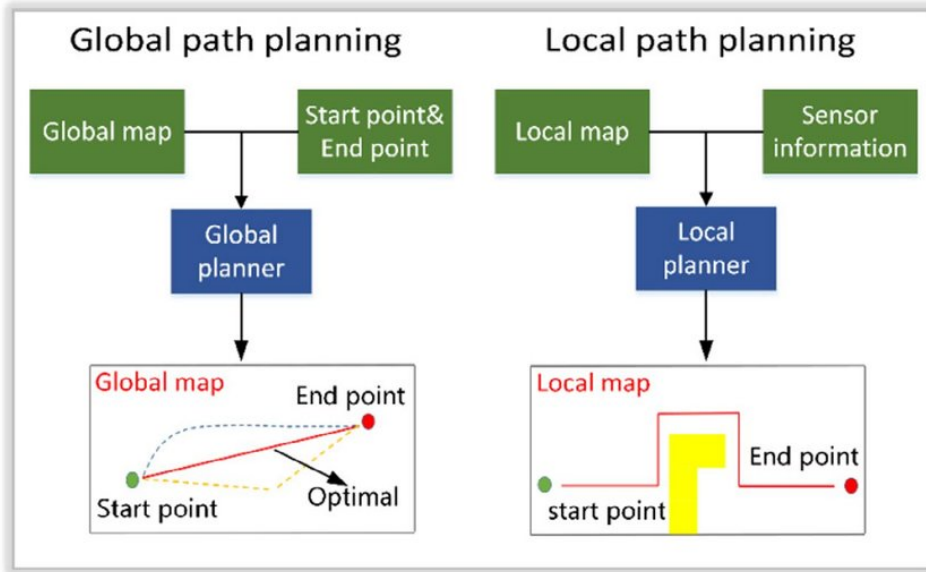 Global path planning
Global map
Start point&
End point
Global
planner
Global map
End point
Start point
Optimal
Local path planning
Local map
Sensor
information
Local
planner
Local map
End point
start point